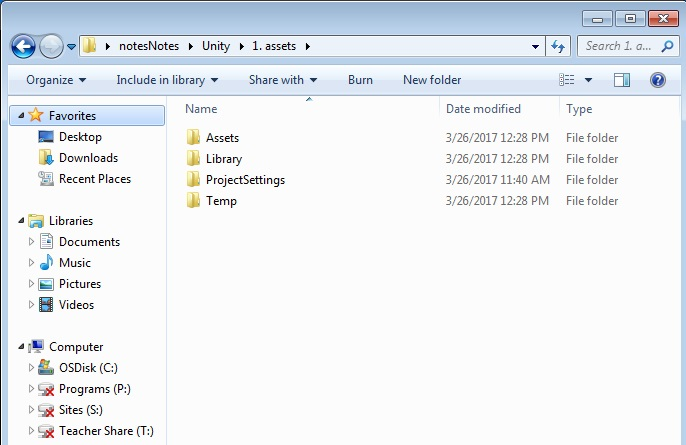 notesNotes Unity 1. assets Search 1. a...
Organize Include in library Share with Burn New folder
Name Date modified Type
Favorites
Desktop
Downloads
Recent Places
Libraries
Documents
Music
Pictures
Videos
Computer
OSDisk (C:)
Programs (P:)
Sites (S:)
Teacher Share (T:)
Assets 3/26/2017 12:28 PM File folder
Library 3/26/2017 12:28 PM File folder
ProjectSettings 3/26/2017 11:40 AM File folder
Temp 3/26/2017 12:28 PM File folder